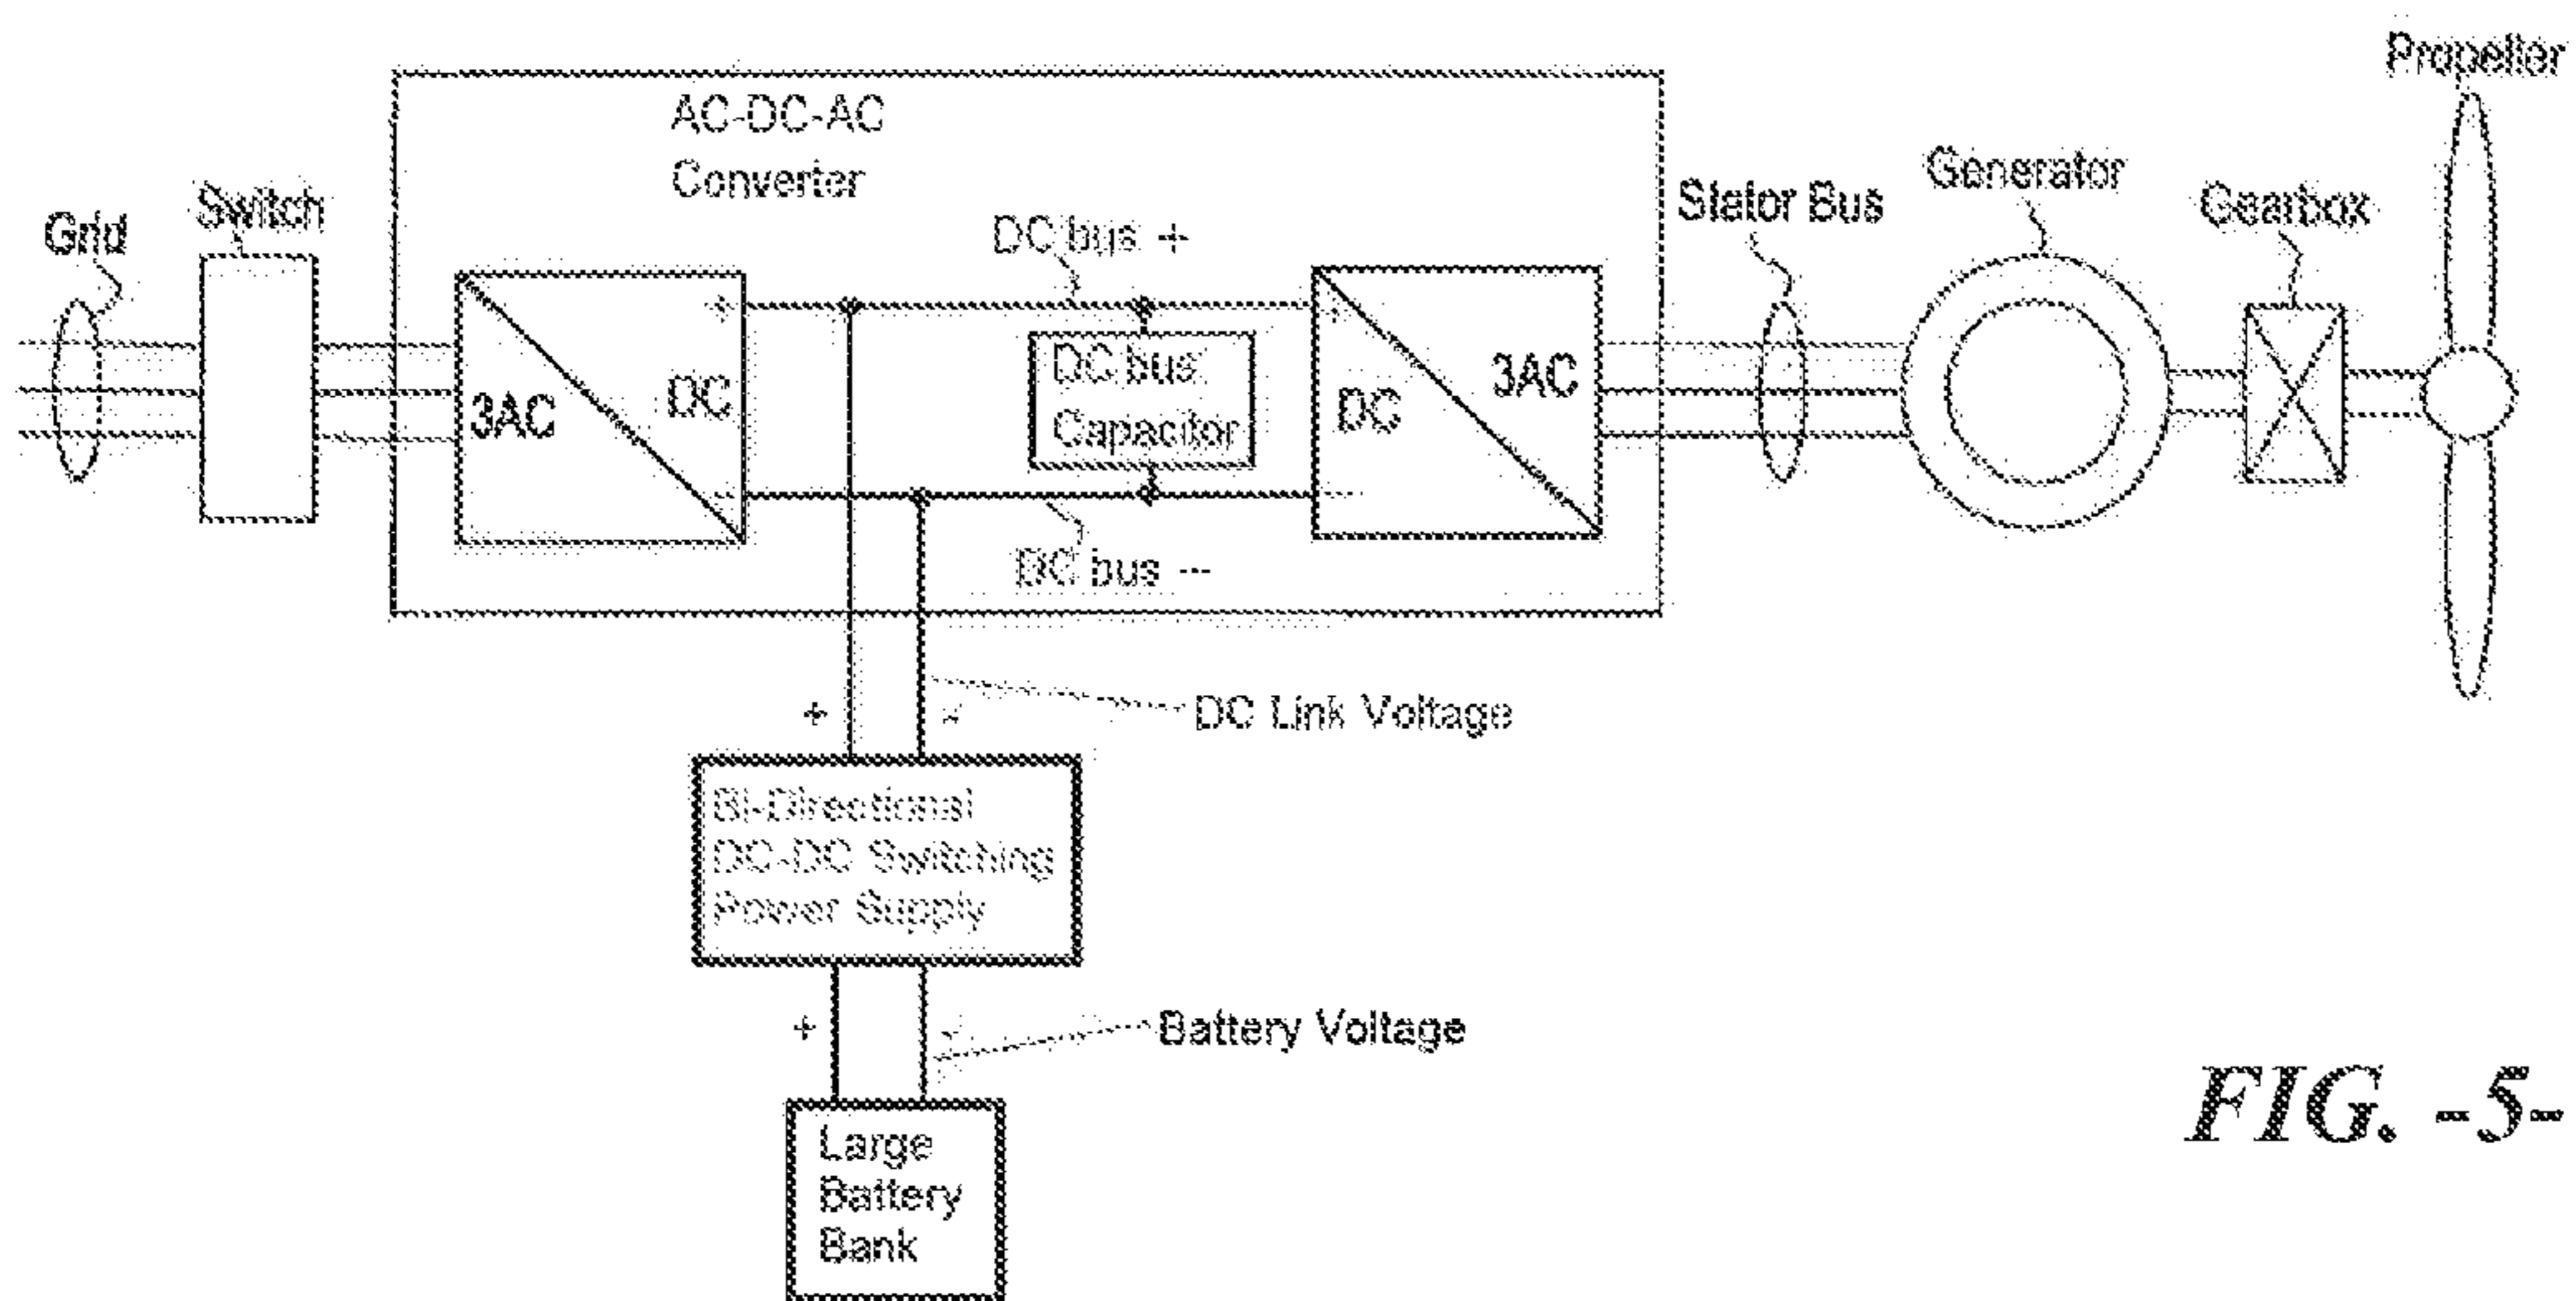 Propeller
AC-DC-AC
Converter
Generator
Stator Bus
Gearbox
Switch
Grid
DC bus +
+
+
3AC
DC
DC bus
Capacitor
DC
3AC
-
-
DC bus -
+
-
DC Link Voltage
Bi-Directional
DC-DC Switching
Power Supply
+
-
Battery Voltage
Large
Battery
Bank
FIG. -5-